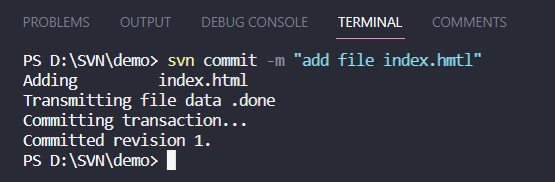 PROBLEMS OUTPUT DEBUG CONSOLE TERMINAL COMMENTS
PS D:\SVN\demo> svn commit -m "add file index.hmtl"
Adding         index.html
Transmitting file data .done
Committing transaction...
Committed revision 1.
PS D:\SVN\demo>